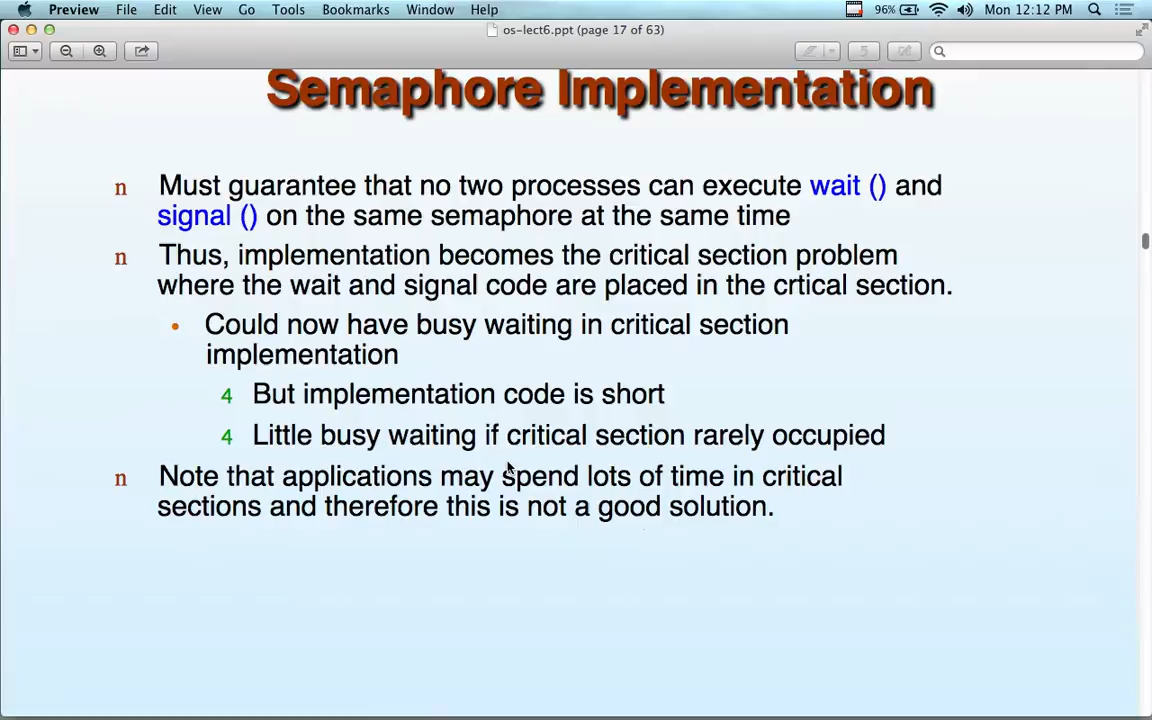 Preview File Edit View Go Tools Bookmarks Window Help 96% Mon 12:12 PM
os-lect6.ppt (page 17 of 63)
Semaphore Implementation
n Must guarantee that no two processes can execute wait () and
signal () on the same semaphore at the same time
n Thus, implementation becomes the critical section problem
where the wait and signal code are placed in the crtical section.
• Could now have busy waiting in critical section
implementation
4 But implementation code is short
4 Little busy waiting if critical section rarely occupied
n Note that applications may spend lots of time in critical
sections and therefore this is not a good solution.